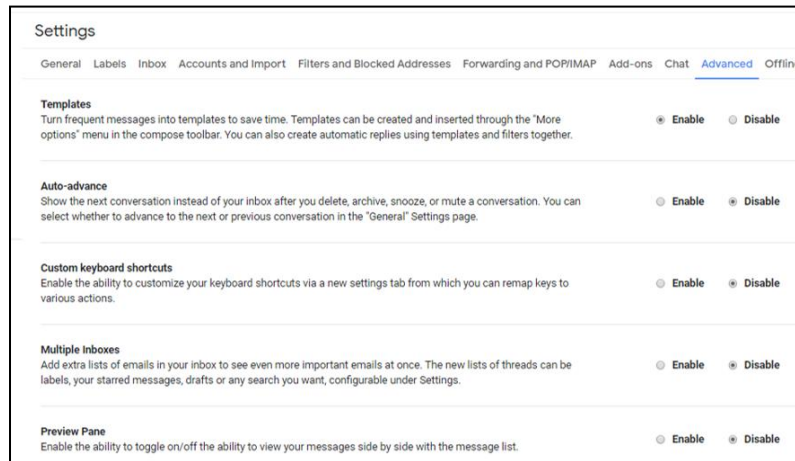 Settings
General Labels Inbox Accounts and Import Filters and Blocked Addresses Forwarding and POP/IMAP Add-ons Chat Advanced Offlin
Templates
Turn frequent messages into templates to save time. Templates can be created and inserted through the "More
options" menu in the compose toolbar. You can also create automatic replies using templates and filters together.
Enable Disable
Auto-advance
Show the next conversation instead of your inbox after you delete, archive, snooze, or mute a conversation. You can
select whether to advance to the next or previous conversation in the "General" Settings page.
Enable Disable
Custom keyboard shortcuts
Enable the ability to customize your keyboard shortcuts via a new settings tab from which you can remap keys to
various actions.
Enable Disable
Multiple Inboxes
Add extra lists of emails in your inbox to see even more important emails at once. The new lists of threads can be
labels, your starred messages, drafts or any search you want, configurable under Settings.
Enable Disable
Preview Pane
Enable the ability to toggle on/off the ability to view your messages side by side with the message list.
Enable Disable